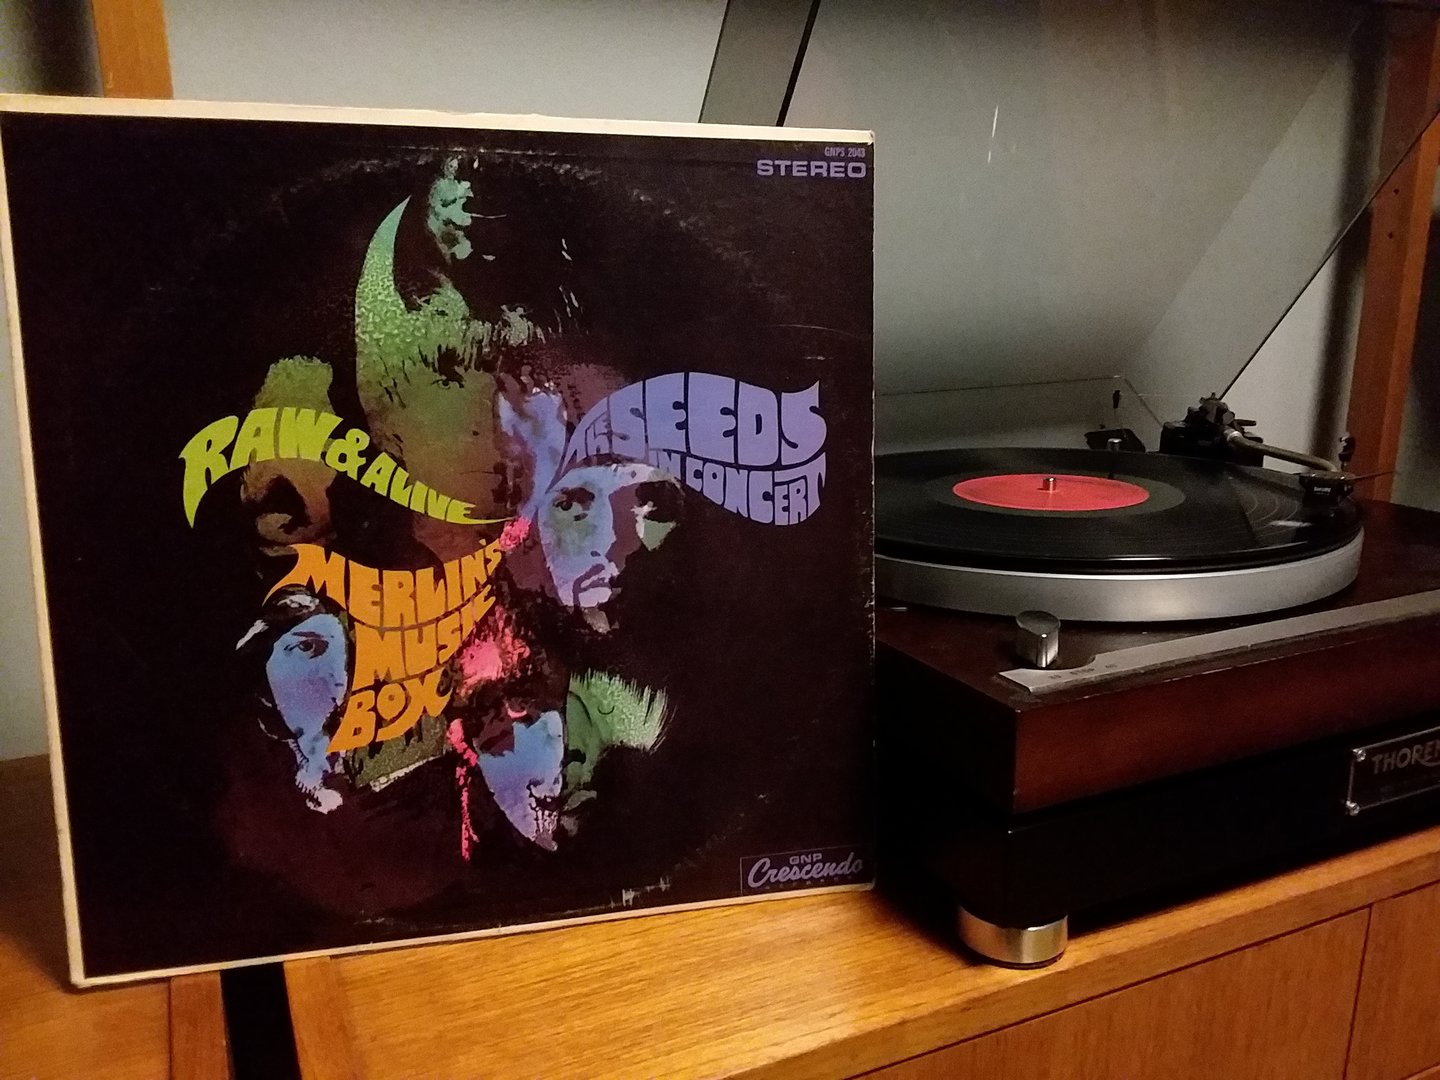 GNPS 2043
STEREO
RAW & ALIVE
THE SEEDS
IN CONCERT
MERLIN'S
MUSIC
BOX
GNP
Crescendo
THOREN